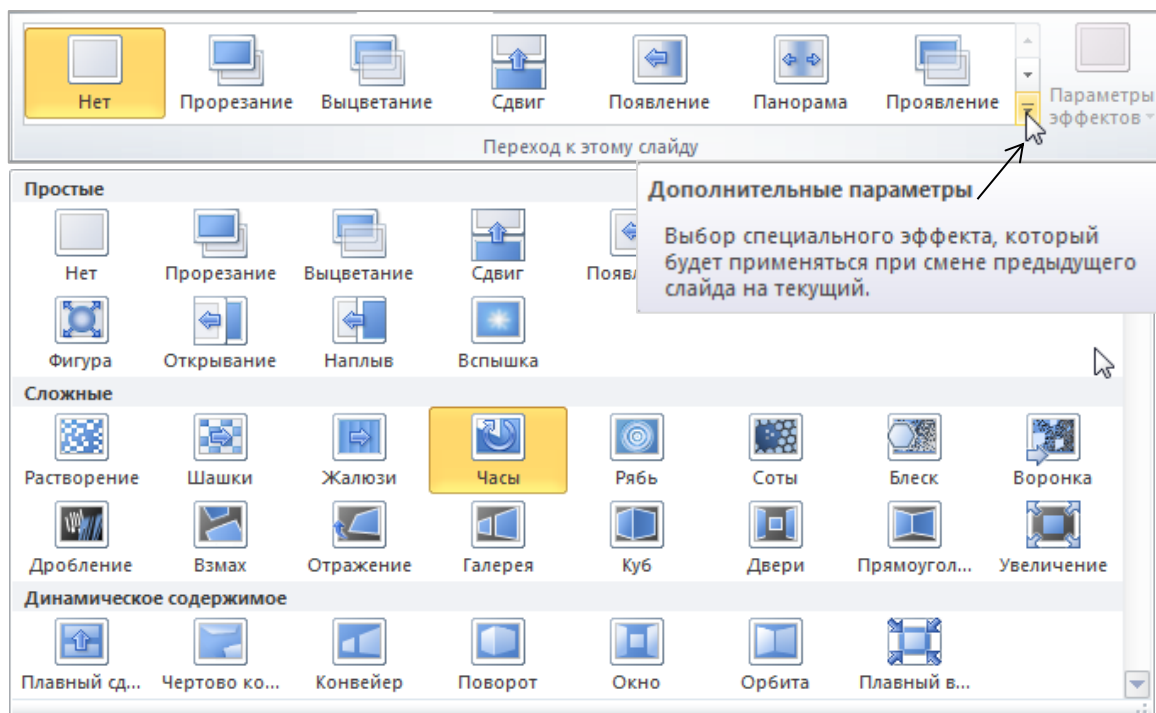 Нет Прорезание Выцветание Сдвиг Появление Панорама Проявление
Параметры
эффектов
Переход к этому слайду
Дополнительные параметры
Выбор специального эффекта, который
будет применяться при смене предыдущего
слайда на текущий.
Простые
Нет Прорезание Выцветание Сдвиг
Фигура Открывание Наплыв Вспышка
Сложные
Растворение Шашки Жалюзи Часы Рябь Соты Блеск Воронка
Дробление Взмах Отражение Галерея Куб Двери Прямоугол... Увеличение
Динамическое содержимое
Плавный сд... Чертово ко... Конвейер Поворот Окно Орбита Плавный в...